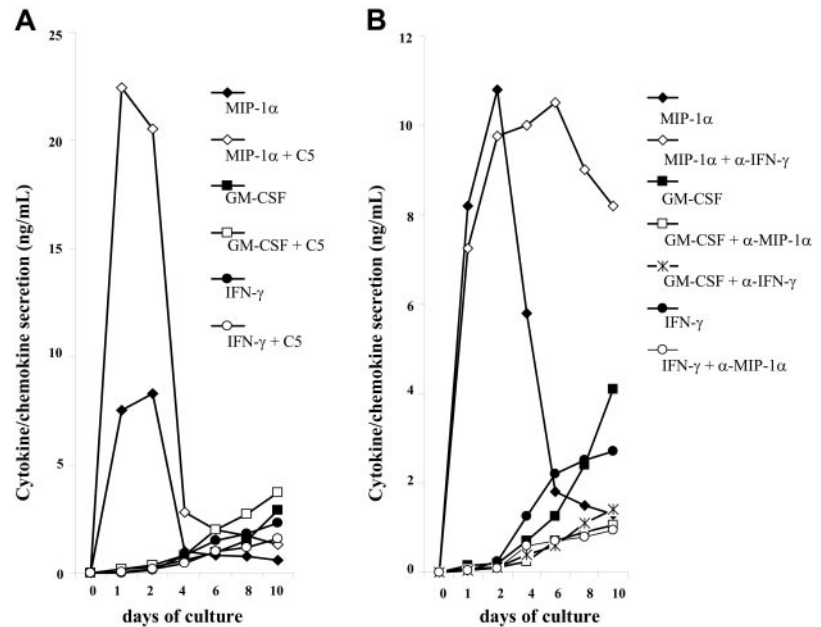 A
Cytokine/chemokine secretion (ng/mL)
25
20
15
10
5
0
0 1 2 4 6 8 10
days of culture
MIP-1α
MIP-1α + C5
GM-CSF
GM-CSF + C5
IFN-γ
IFN-γ + C5
B
Cytokine/chemokine secretion (ng/mL)
12
10
8
6
4
2
0
0 1 2 4 6 8 10
days of culture
MIP-1α
MIP-1α + α-IFN-γ
GM-CSF
GM-CSF + α-MIP-1α
GM-CSF + α-IFN-γ
IFN-γ
IFN-γ + α-MIP-1α